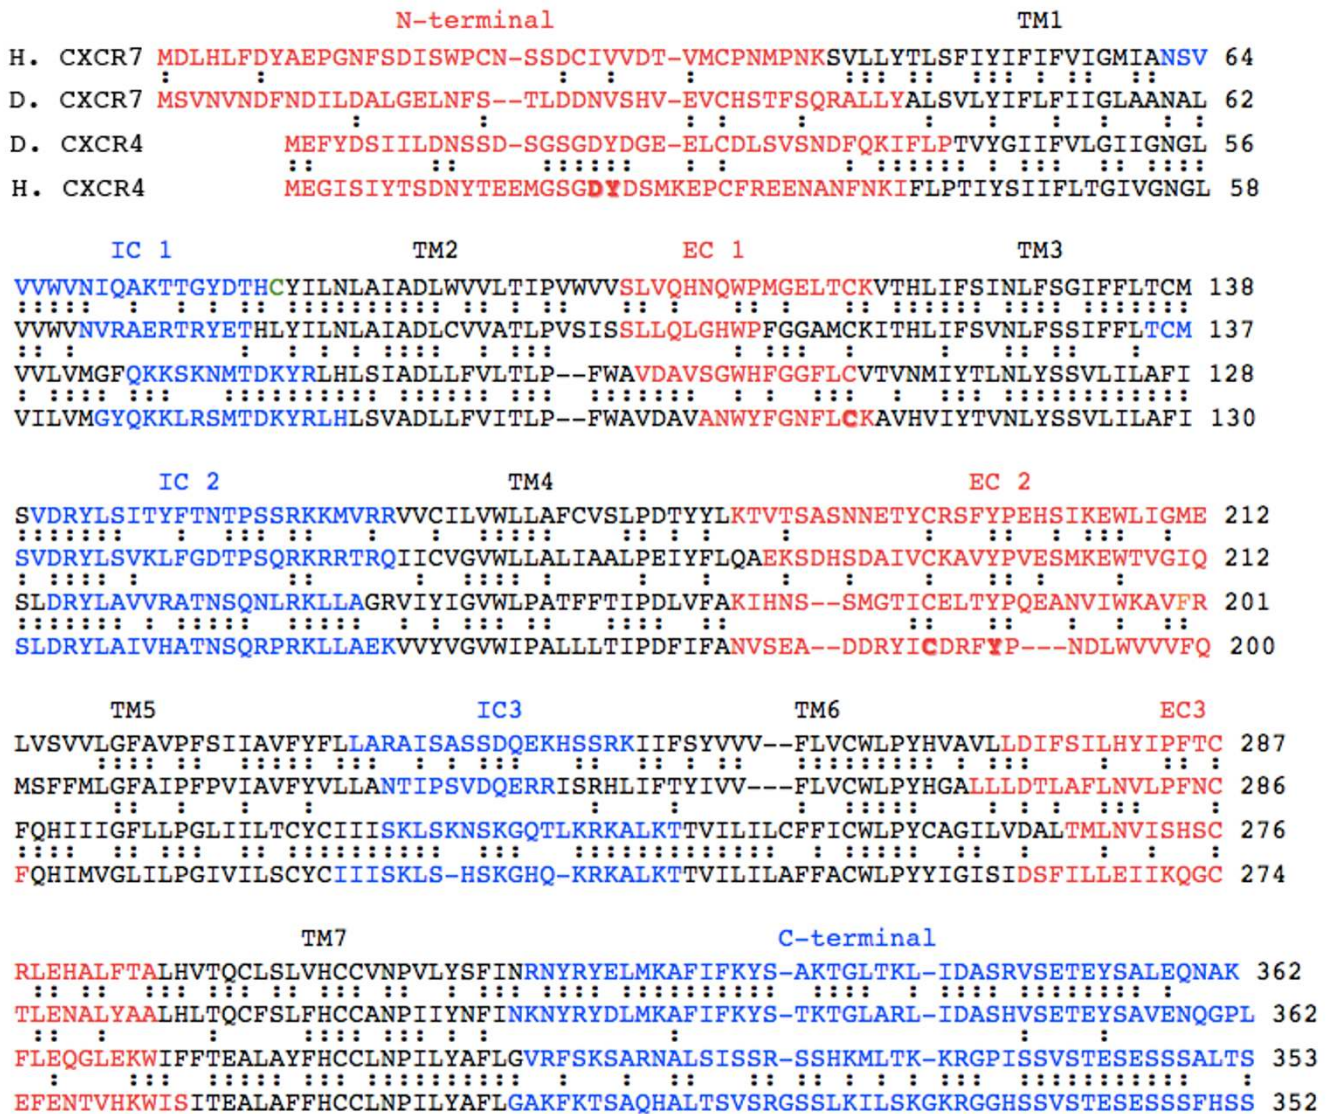 N-terminal TM1
H. CXCR7 MDLHLFDYAEPGNFSDISWPCN-SSDCIVVDT-VMCPNMPNKSVLLYTLSFIYIFIFVIGMIANSV 64
D. CXCR7 MSVNVNDFNDILDALGELNFS--TLDDNVSHV-EVCHSTFSQRALLYALSVLYIFLFIIGLAANAL 62
D. CXCR4 MEFYDSIILDNSSD-SGSGDYDGE-ELCDLSVSNDFQKIFLPTVYGIIFVLGIIGNGL 56
H. CXCR4 MEGISIYTSDNYTEEMGSGDYDSMKEPCFREENANFNKIFLPTIYSIIFLTGIVGNGL 58
IC 1 TM2 EC 1 TM3
VVWVNIQAKTTGYDTHCYILNLAIADLWVVLTIPVWVVSLVQHNQWPMGELTCKVTHLIFSINLFSGIFFLTCM 138
VVWVNVRAERTRYETHLYILNLAIADLCVVATLPVSISSLLQLGHWPFGGAMCKITHLIFSVNLFSSIFFLTCM 137
VVLVMGFQKKSKNMTDKYRLHLSIADLLFVLTLP--FWAVDAVSGWHFGGFLCVTVNMIYTLNLYSSVLILAFI 128
VILVMGYQKKLRSMTDKYRLHLSVADLLFVITLP--FWAVDAVANWYFGNFLCKAVHVIYTVNLYSSVLILAFI 130
IC 2 TM4 EC 2
SVDRYLSITYFTNTPSSRKKMVRRVVCILVWLLAFCVSLPDTYYLKTVTSASNNETYCRSFYPEHSIKEWLIGME 212
SVDRYLSVKLFGDTPSQRKRRTRQIICVGVWLLALIAALPEIYFLQAEKSDHSDAIVCKAVYPVESMKEWTVGIQ 212
SLDRYLAVVRATNSQNLRKLLAGRVIYIGVWLPATFFTIPDLVFAKIHNS--SMGTICELTYPQEANVIWKAVFR 201
SLDRYLAIVHATNSQRPRKLLAEKVVYVGVWIPALLLTIPDFIFANVSEA--DDRYICDRFYP---NDLWVVVFQ 200
TM5 IC3 TM6 EC3
LVSVVLGFAVPFSIIAVFYFLLARAISASSDQEKHSSRKIIFSYVVV--FLVCWLPYHVAVLLDIFSILHYIPFTC 287
MSFFMLGFAIPFPVIAVFYVLLANTIPSVDQERRISRHLIFTYIVV---FLVCWLPYHGALLLDTLAFLNVLPFNC 286
FQHIIIGFLLPGLIILTCYCIIISKLSKNSKGQTLKRKALKTTVILILCFFICWLPYCAGILVDALTMLNVISHSC 276
FQHIMVGLILPGIVILSCYCIIISKLS-HSKGHQ-KRKALKTTVILILAFFACWLPYYIGISIDSFILLEIIKQGC 274
TM7 C-terminal
RLEHALFTALHVTQCLSLVHCCVNPVLYSFINRNYRYELMKAFIFKYS-AKTGLTKL-IDASRVSETEYSALEQNAK 362
TLENALYAALHLTQCFSLFHCCANPIIYNFINKNYRYDLMKAFIFKYS-TKTGLARL-IDASHVSETEYSAVENQGPL 362
FLEQGLEKWIFFTEALAYFHCCLNPILYAFLGVRFSKSARNALSISSR-SSHKMLTK-KRGPISSVSTESESSSALTS 353
EFENTVHKWISITEALAFFHCCLNPILYAFLGAKFKTSAQHALTSVSRGSSLKILSKGKRGGHSSVSTESESSSFHSS 352